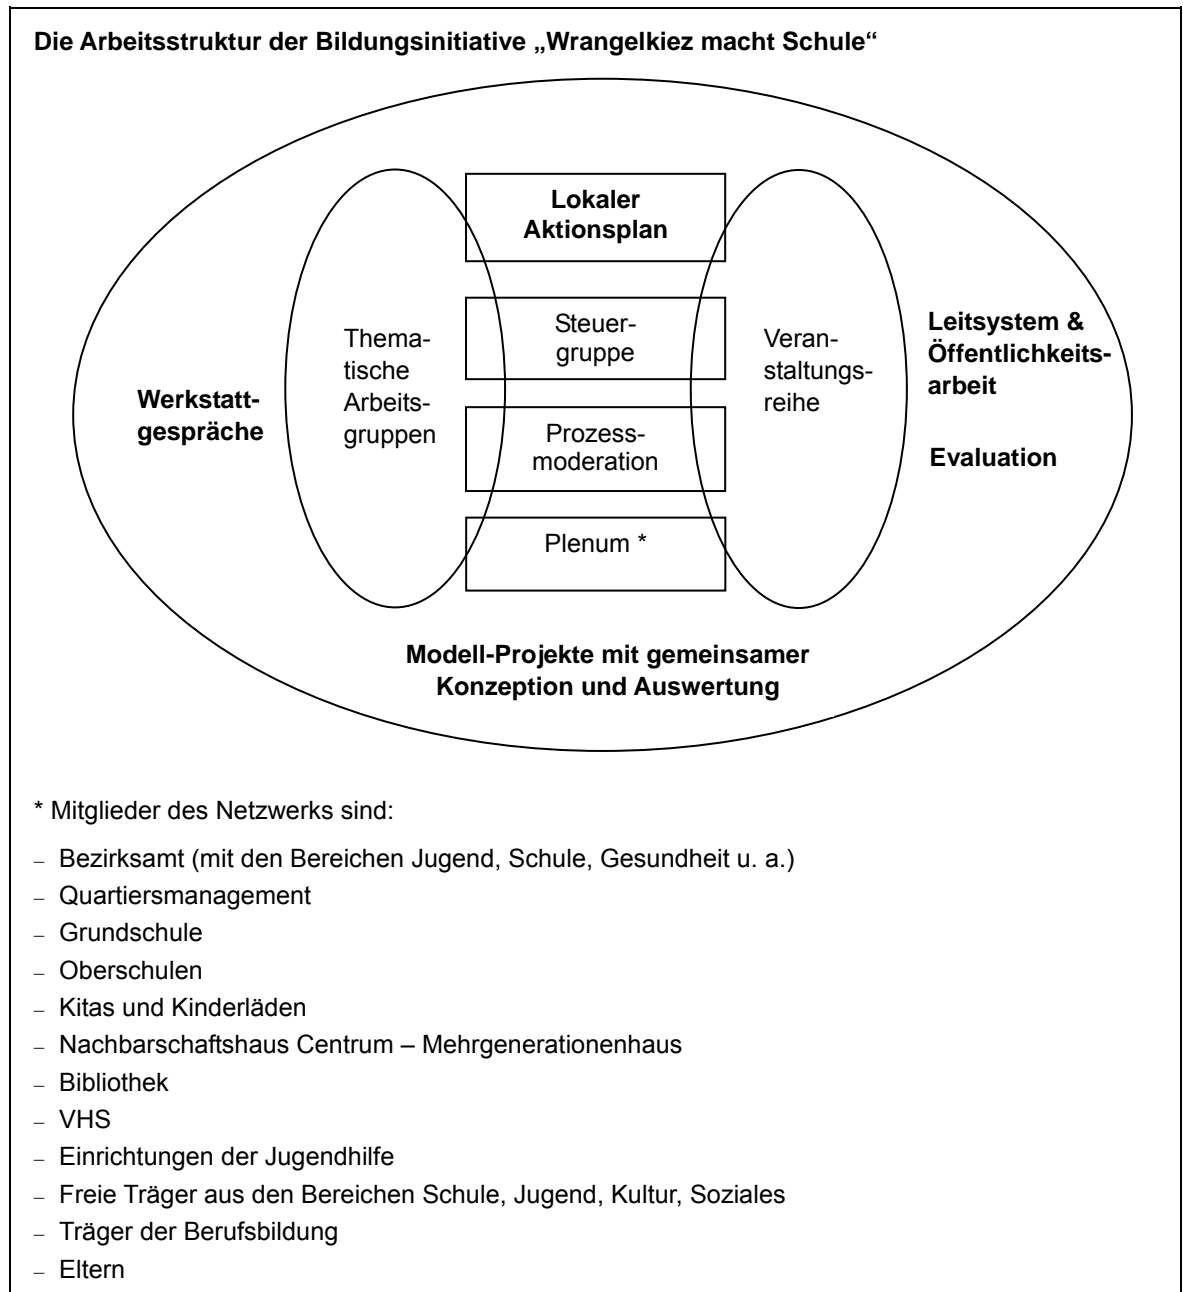 Die Arbeitsstruktur der Bildungsinitiative „Wrangelkiez macht Schule“
Lokaler
Aktionsplan
Thema-
tische
Arbeits-
gruppen
Steuer-
gruppe
Veran-
staltungs-
reihe
Leitsystem &
Öffentlichkeits-
arbeit
Werkstatt-
gespräche
Prozess-
moderation
Evaluation
Plenum *
Modell-Projekte mit gemeinsamer
Konzeption und Auswertung
* Mitglieder des Netzwerks sind:
– Bezirksamt (mit den Bereichen Jugend, Schule, Gesundheit u. a.)
– Quartiersmanagement
– Grundschule
– Oberschulen
– Kitas und Kinderläden
– Nachbarschaftshaus Centrum – Mehrgenerationenhaus
– Bibliothek
– VHS
– Einrichtungen der Jugendhilfe
– Freie Träger aus den Bereichen Schule, Jugend, Kultur, Soziales
– Träger der Berufsbildung
– Eltern